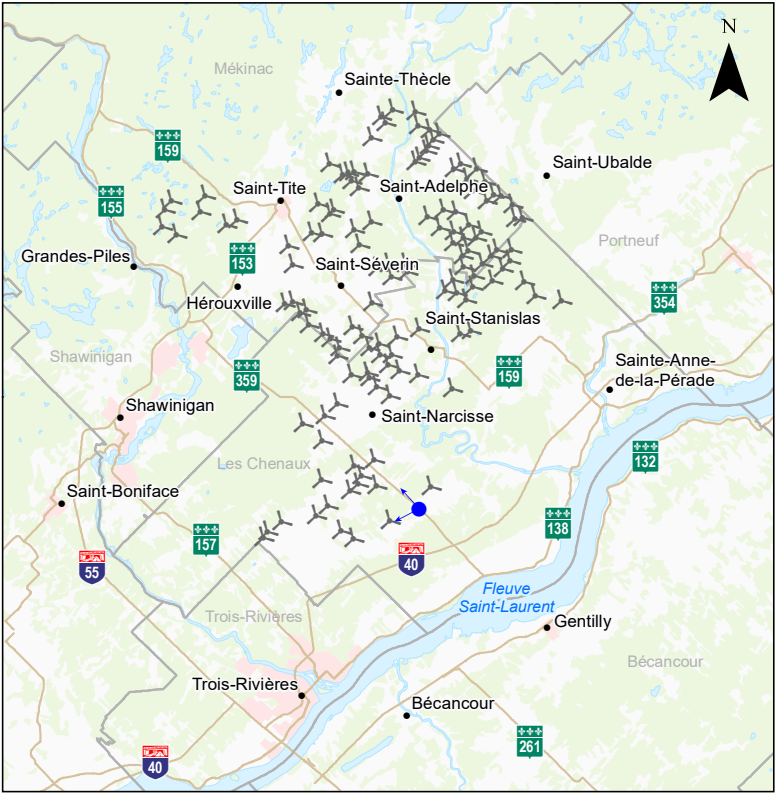 N
Mékinac
Sainte-Thècle
159
Saint-Ubalde
Saint-Tite
Saint-Adelphe
155
Portneuf
Grandes-Piles
153
Saint-Séverin
354
Hérouxville
Saint-Stanislas
Shawinigan
359
159
Sainte-Anne-
de-la-Pérade
Shawinigan
Saint-Narcisse
132
Les Chenaux
Saint-Boniface
138
157
55
40
Fleuve
Saint-Laurent
Trois-Rivières
Gentilly
Bécancour
Trois-Rivières
Bécancour
261
40